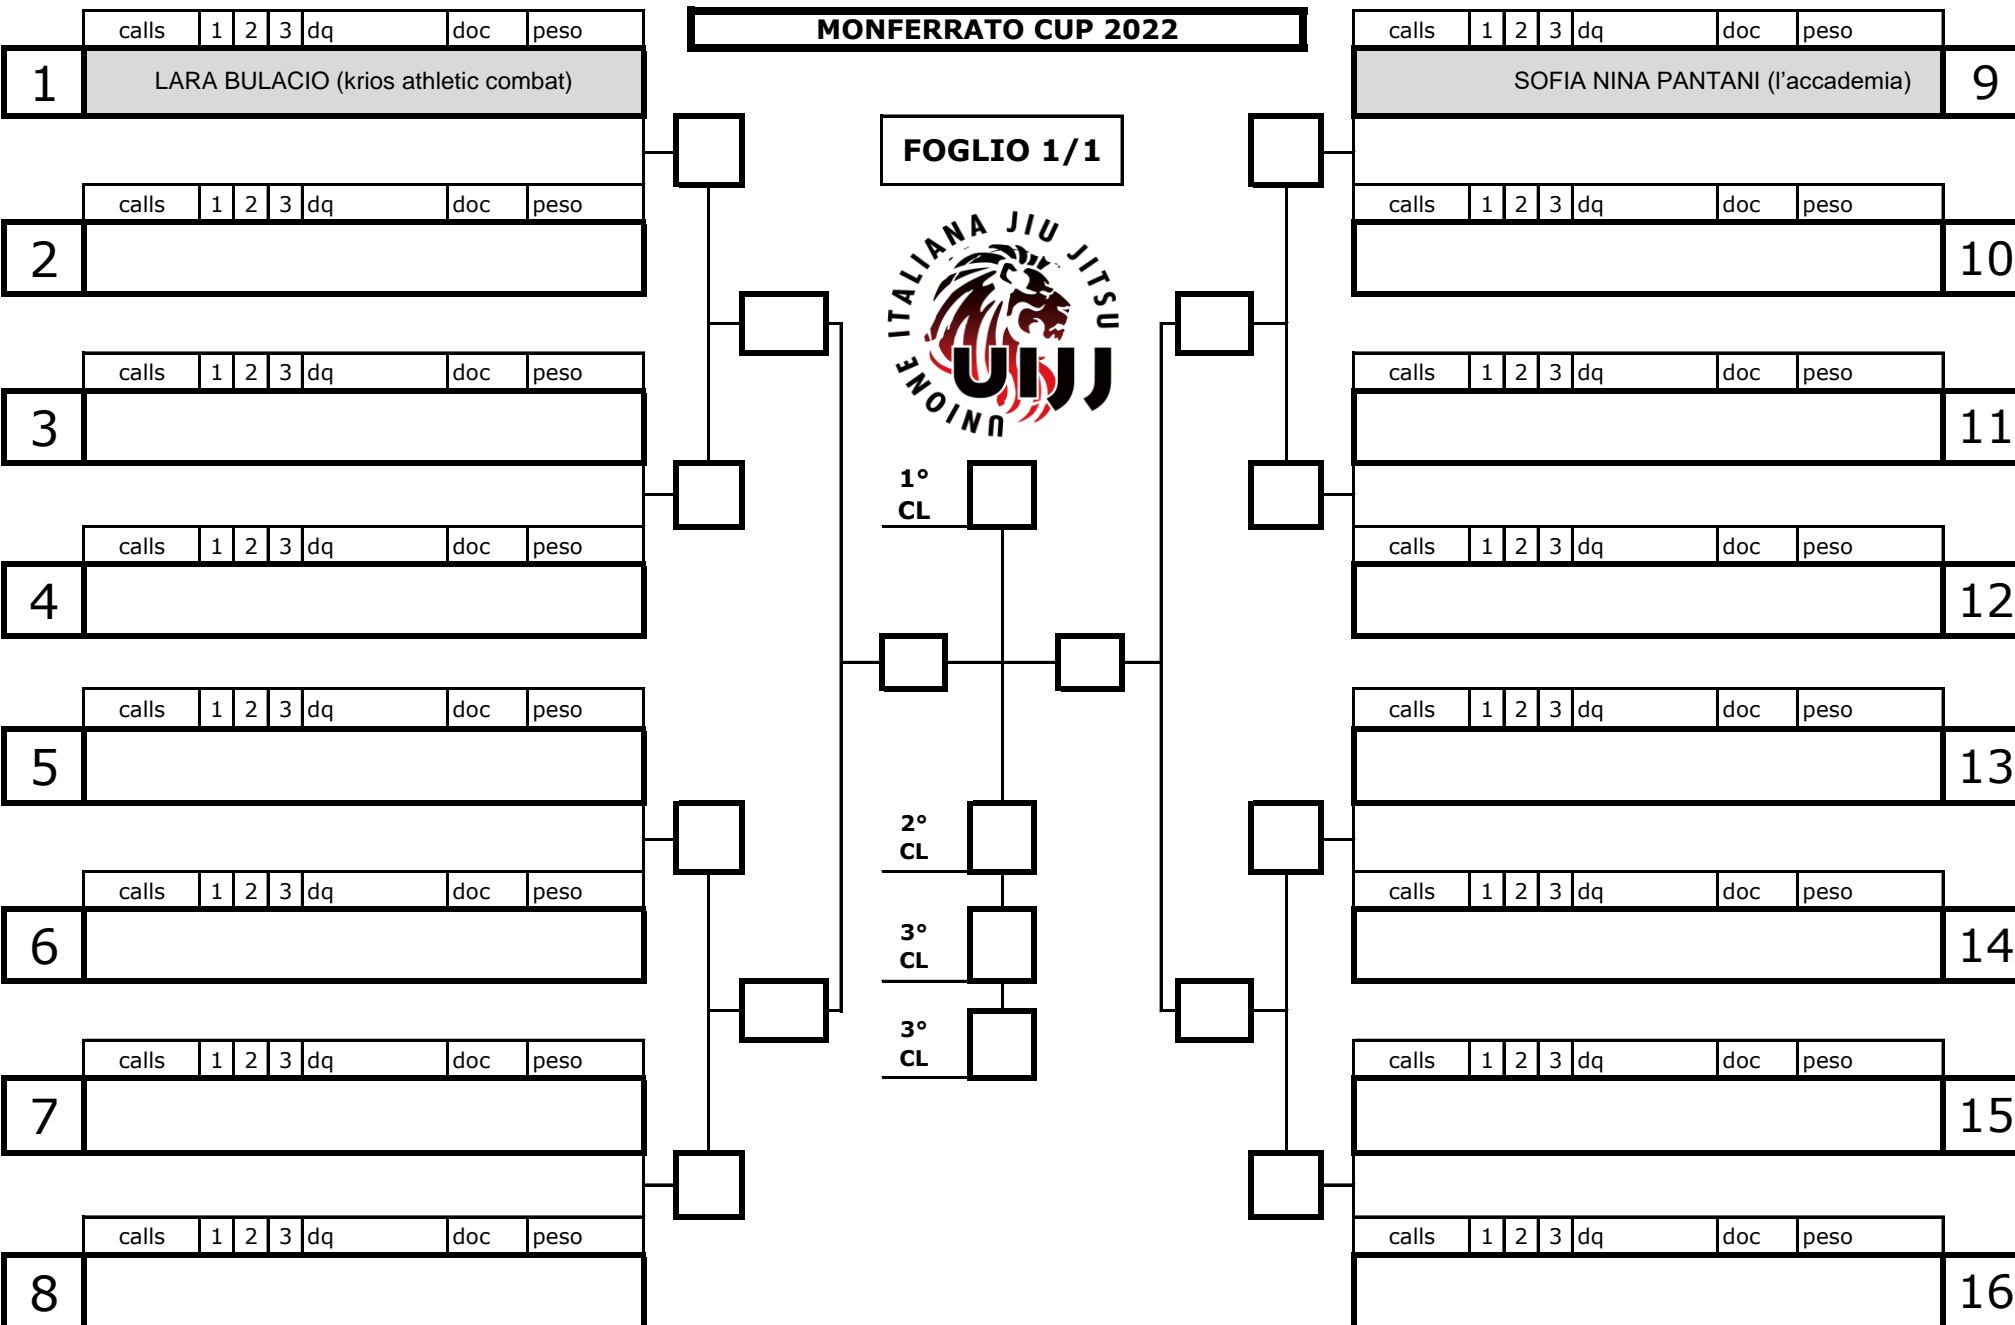 MONFERRATO CUP 2022
FOGLIO 1/1
UNIONE ITALIANA JIU JITSU
UIJJ
calls 1 2 3 dq doc peso
1 LARA BULACIO (krios athletic combat)
calls 1 2 3 dq doc peso
2
calls 1 2 3 dq doc peso
3
calls 1 2 3 dq doc peso
4
calls 1 2 3 dq doc peso
5
calls 1 2 3 dq doc peso
6
calls 1 2 3 dq doc peso
7
calls 1 2 3 dq doc peso
8
1°
CL
2°
CL
3°
CL
3°
CL
calls 1 2 3 dq doc peso
SOFIA NINA PANTANI (l’accademia) 9
calls 1 2 3 dq doc peso
10
calls 1 2 3 dq doc peso
11
calls 1 2 3 dq doc peso
12
calls 1 2 3 dq doc peso
13
calls 1 2 3 dq doc peso
14
calls 1 2 3 dq doc peso
15
calls 1 2 3 dq doc peso
16